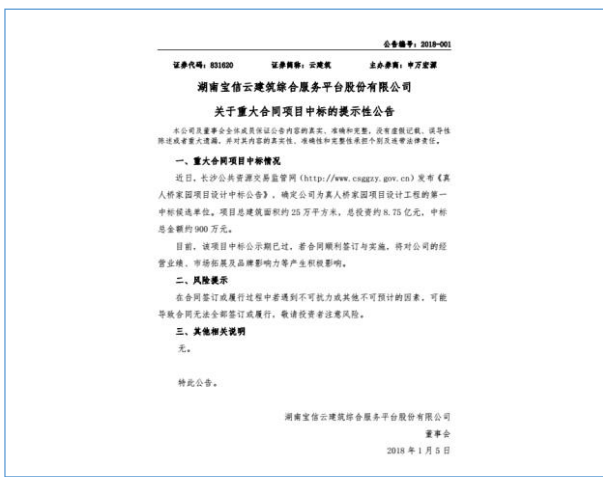 公告编号：2018-001
证券代码：831620 证券简称：云建筑 主办券商：申万宏源
湖南宝信云建筑综合服务平台股份有限公司
关于重大合同项目中标的提示性公告
本公司及董事会全体成员保证公告内容的真实、准确和完整，没有虚假记载、误导性
陈述或者重大遗漏，并对其内容的真实性、准确性和完整性承担个别及连带法律责任。
一、重大合同项目中标情况
近日，长沙公共资源交易监管网（http://www.csggzy.gov.cn）发布《真
人桥家园项目设计中标公告》，确定公司为真人桥家园项目设计工程的第一
中标候选单位。项目总建筑面积约 25 万平方米，总投资约 8.75 亿元，中标
总金额约 900 万元。
目前，该项目中标公示期已过，若合同顺利签订与实施，将对公司的经
营业绩、市场拓展及品牌影响力等产生积极影响。
二、风险提示
在合同签订或履行过程中若遇到不可抗力或其他不可预计的因素，可能
导致合同无法全部签订或履行，敬请投资者注意风险。
三、其他相关说明
无。
特此公告。
湖南宝信云建筑综合服务平台股份有限公司
董事会
2018 年 1 月 5 日